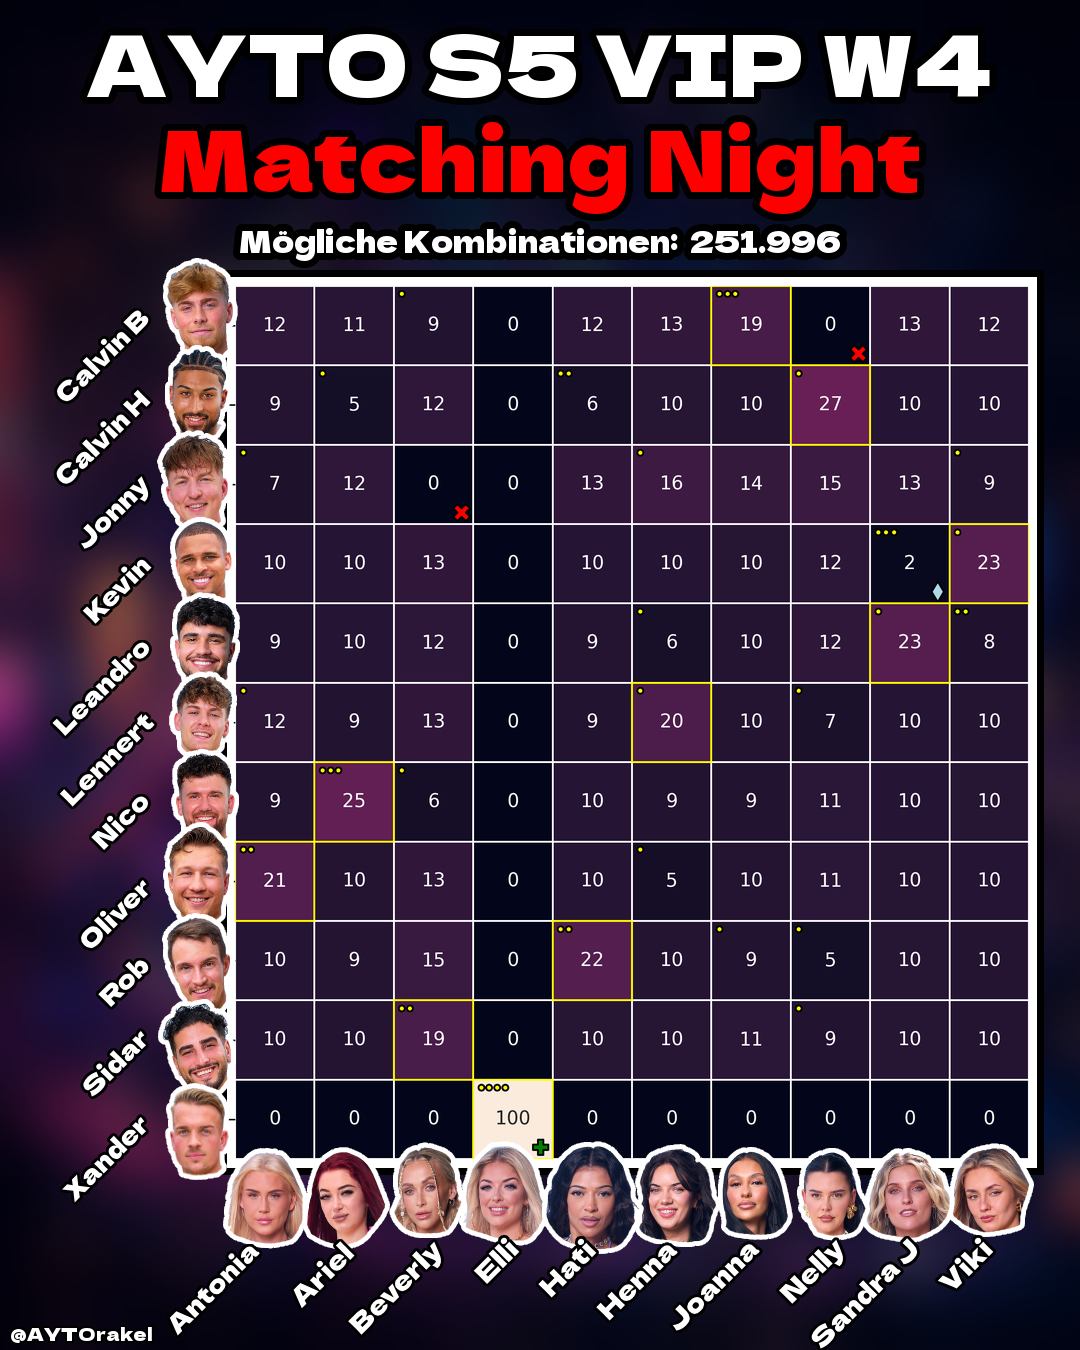 AYTO S5 VIP W4
Matching Night
Mögliche Kombinationen: 251.996
Calvin B 12 11 9 0 12 13 19 0 13 12
Calvin H 9 5 12 0 6 10 10 27 10 10
Jonny 7 12 0 0 13 16 14 15 13 9
Kevin 10 10 13 0 10 10 10 12 2 23
Leandro 9 10 12 0 9 6 10 12 23 8
Lennert 12 9 13 0 9 20 10 7 10 10
Nico 9 25 6 0 10 9 9 11 10 10
Oliver 21 10 13 0 10 5 10 11 10 10
Rob 10 9 15 0 22 10 9 5 10 10
Sidar 10 10 19 0 10 10 11 9 10 10
Xander 0 0 0 100 0 0 0 0 0 0
Antonia Ariel Beverly Elli Hati Henna Joanna Nelly Sandra J Viki
@AYTOrakel